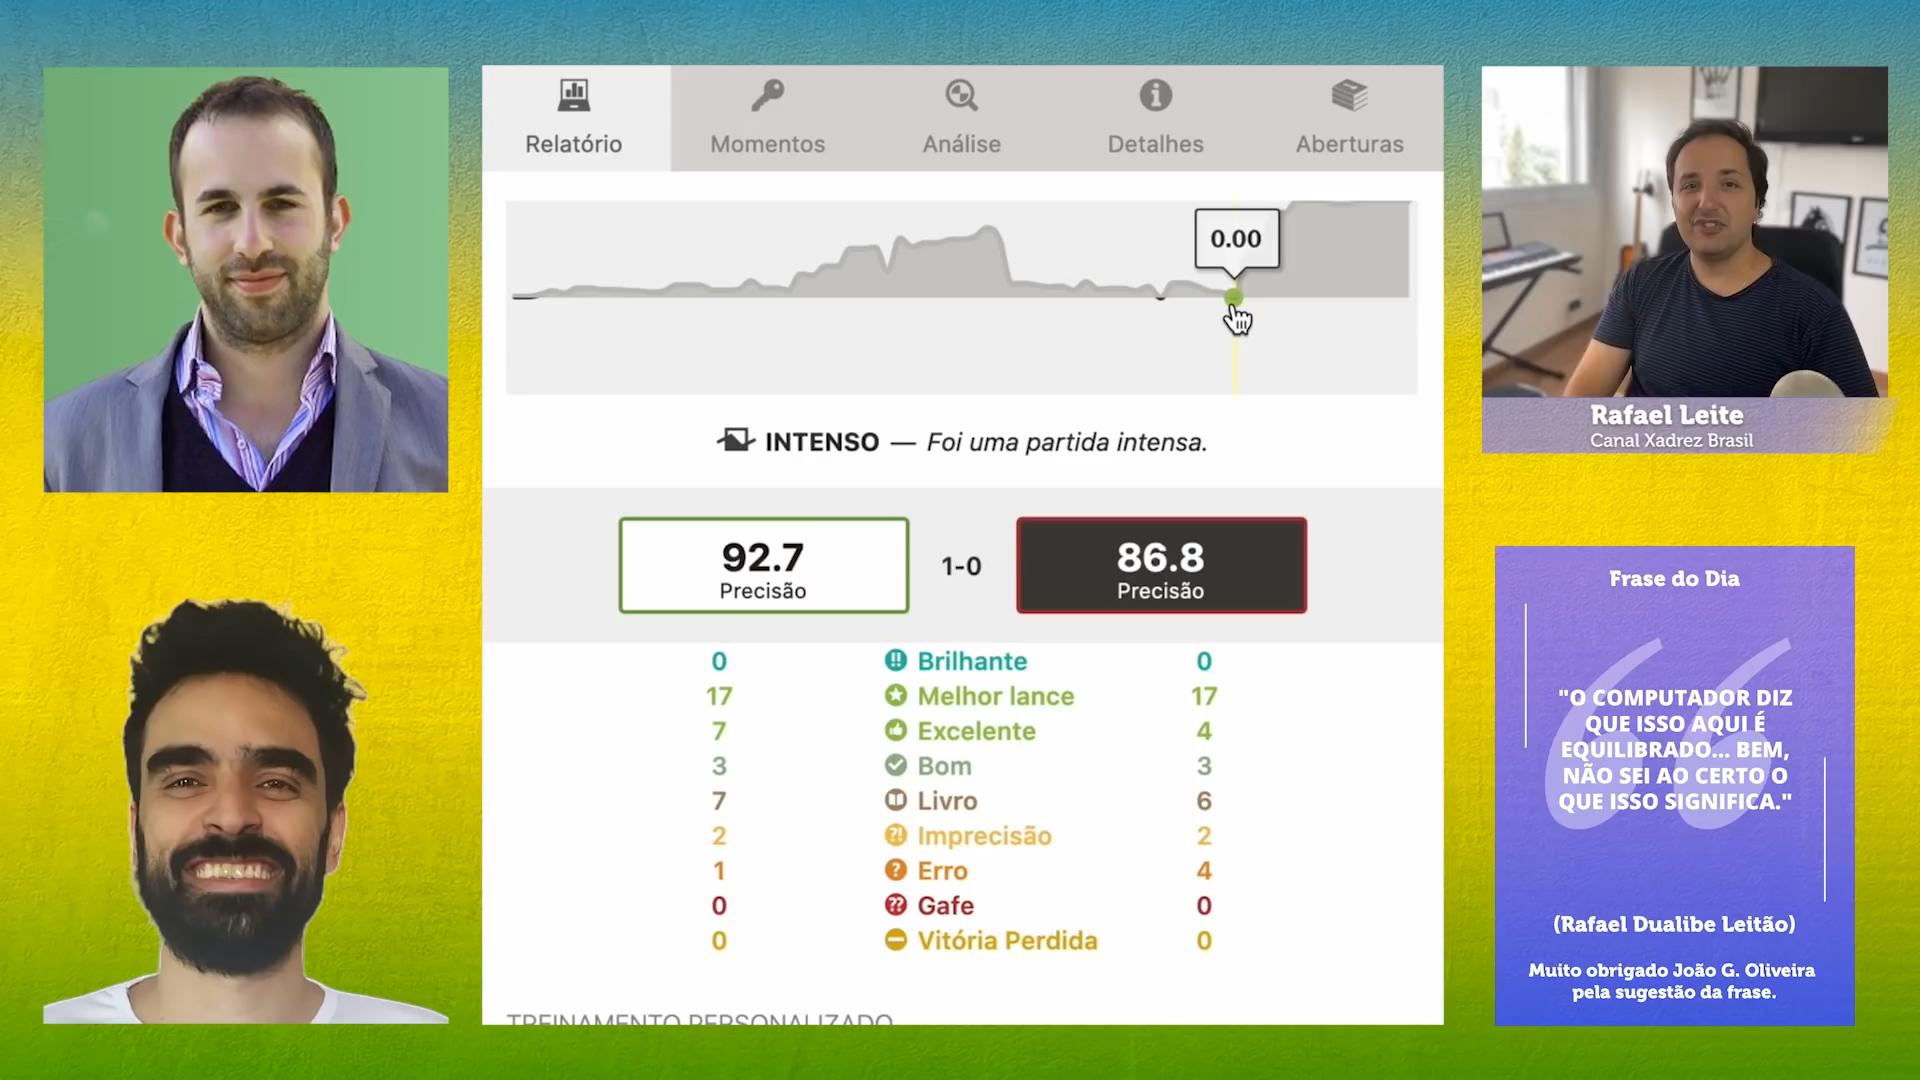 Relatório
Momentos
Análise
Detalhes
Aberturas
0.00
INTENSO — Foi uma partida intensa.
92.7
Precisão
1-0
86.8
Precisão
0 Brilhante 0
17 Melhor lance 17
7 Excelente 4
3 Bom 3
7 Livro 6
2 Imprecisão 2
1 Erro 4
0 Gafe 0
0 Vitória Perdida 0
TREINAMENTO PERSONALIZADO
Rafael Leite
Canal Xadrez Brasil
Frase do Dia
"O COMPUTADOR DIZ
QUE ISSO AQUI É
EQUILIBRADO... BEM,
NÃO SEI AO CERTO O
QUE ISSO SIGNIFICA."
(Rafael Dualibe Leitão)
Muito obrigado João G. Oliveira
pela sugestão da frase.